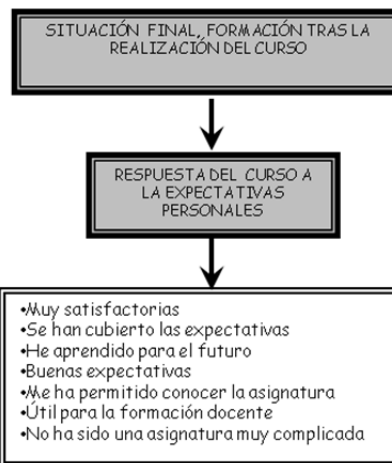 SITUACIÓN FINAL, FORMACIÓN TRAS LA
REALIZACIÓN DEL CURSO
RESPUESTA DEL CURSO A
LA EXPECTATIVAS
PERSONALES
•Muy satisfactorias
•Se han cubierto las expectativas
•He aprendido para el futuro
•Buenas expectativas
•Me ha permitido conocer la asignatura
•Útil para la formación docente
•No ha sido una asignatura muy complicada